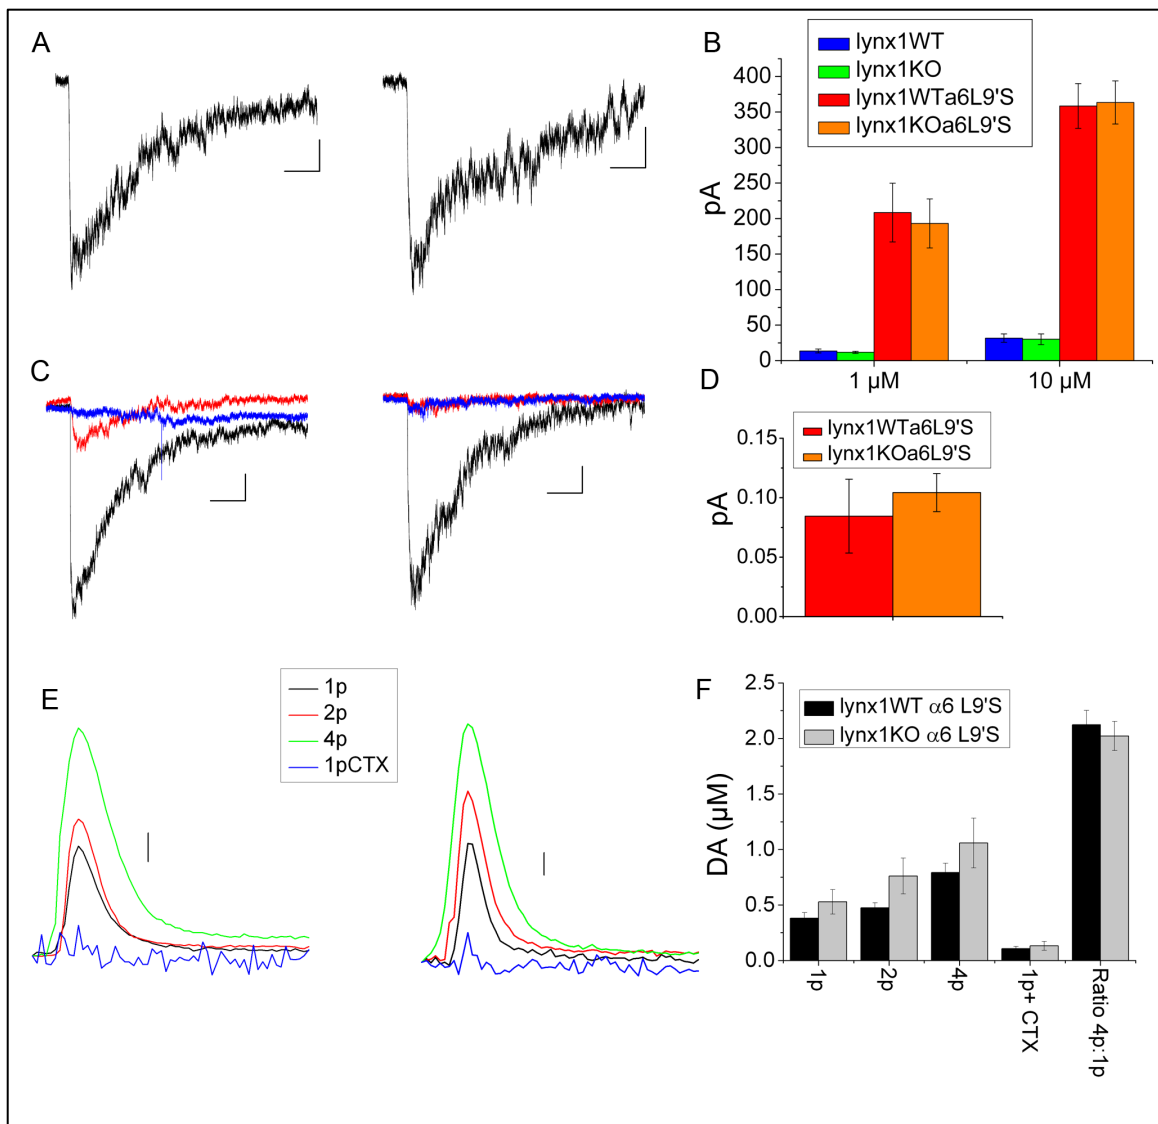 A
B
lynx1WT
lynx1KO
lynx1WTa6L9'S
lynx1KOa6L9'S
400
350
300
250
200
150
100
50
0
pA
1 µM
10 µM
C
D
lynx1WTa6L9'S
lynx1KOa6L9'S
0.15
0.10
0.05
0.00
pA
E
1p
2p
4p
1pCTX
F
lynx1WT α6 L9'S
lynx1KO α6 L9'S
2.5
2.0
1.5
1.0
0.5
0.0
DA (µM)
1p
2p
4p
1p+ CTX
Ratio 4p:1p